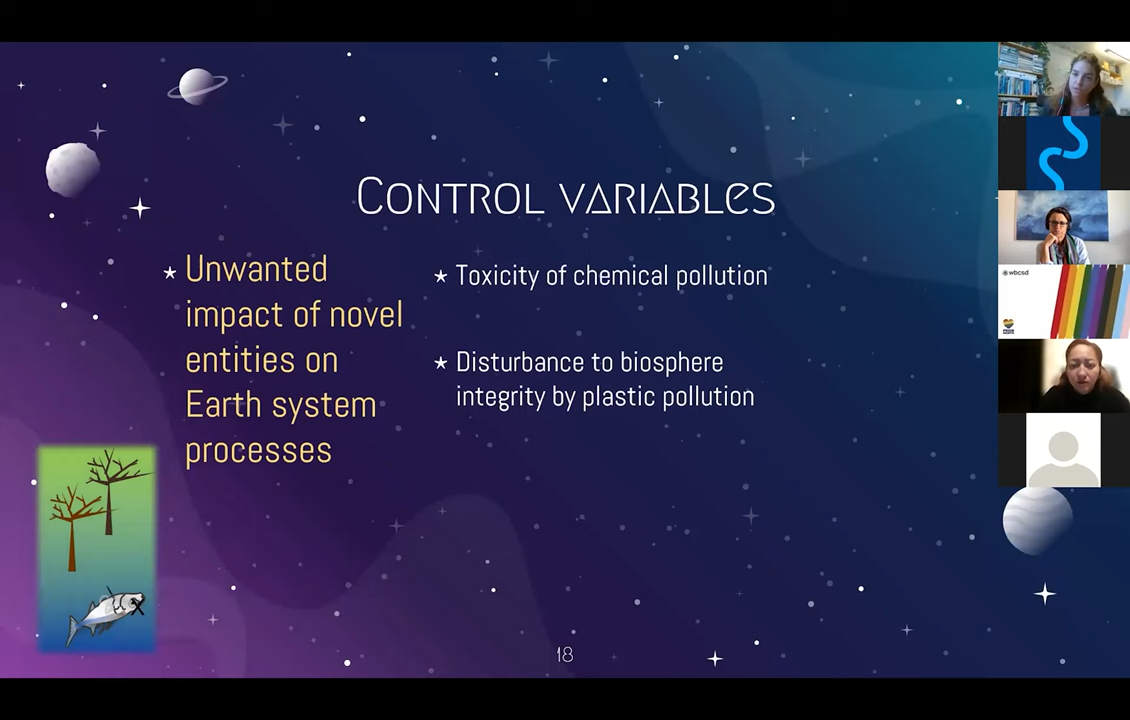 CONTROL VARIABLES
★ Unwanted
impact of novel
entities on
Earth system
processes
★ Toxicity of chemical pollution
★ Disturbance to biosphere
integrity by plastic pollution
18
wbcsd